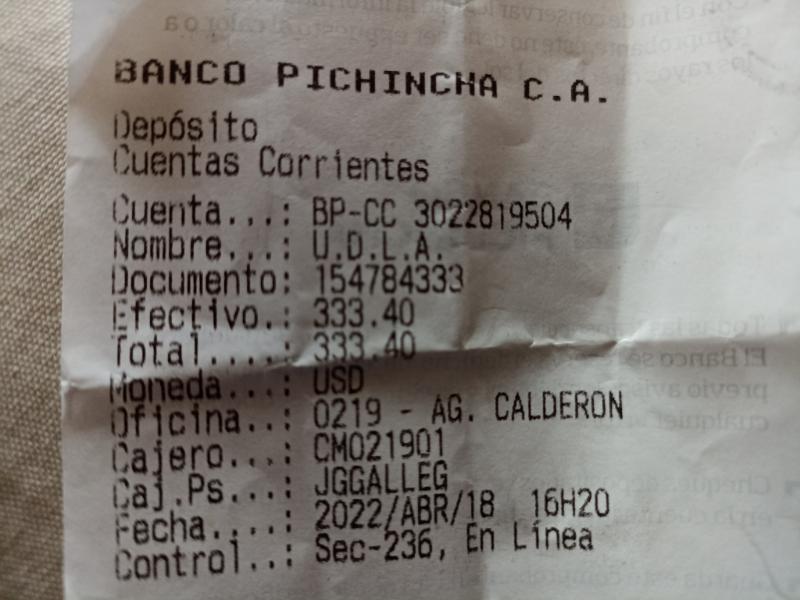 BANCO PICHINCHA C.A.
Depósito
Cuentas Corrientes
Cuenta...: BP-CC 3022819504
Nombre...: U.D.L.A.
Documento: 154784333
Efectivo.: 333.40
Total....: 333.40
Moneda...: USD
Oficina..: 0219 - AG. CALDERON
Cajero...: CM021901
Caj.Ps...: JGGALLEG
Fecha....: 2022/ABR/18 16H20
Control..: Sec-236, En Línea